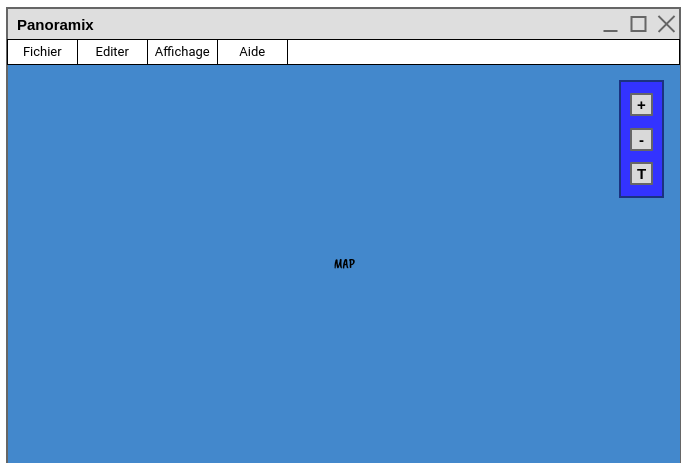 Panoramix
Fichier Editer Affichage Aide
+
-
T
MAP